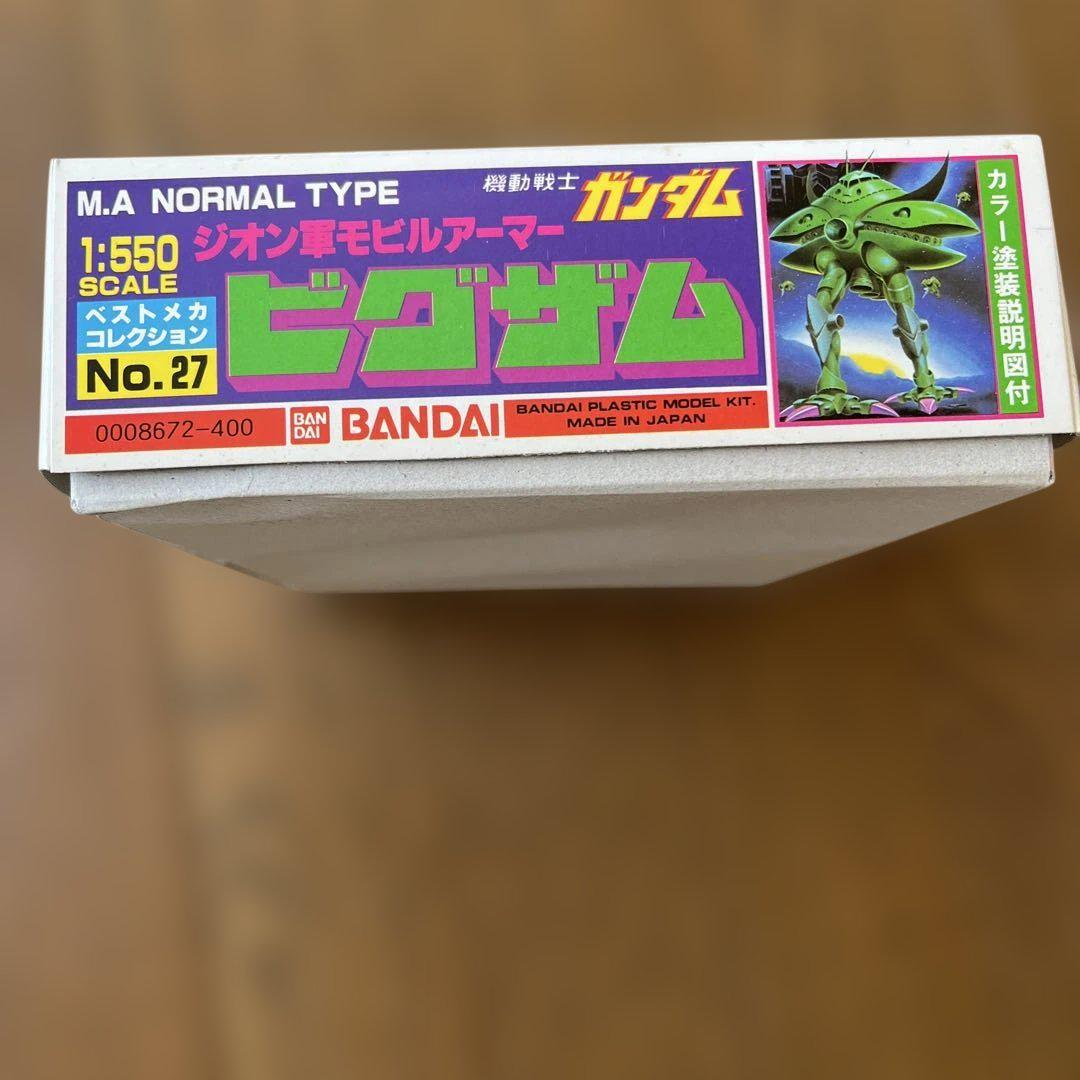 M.A NORMAL TYPE
機動戦士 ガンダム
1:550
SCALE
ジオン軍モビルアーマー
ビグザム
ベストメカ
コレクション
No.27
0008672-400
BAN
DAI
BANDAI
BANDAI PLASTIC MODEL KIT.
MADE IN JAPAN
カラー塗装説明図付